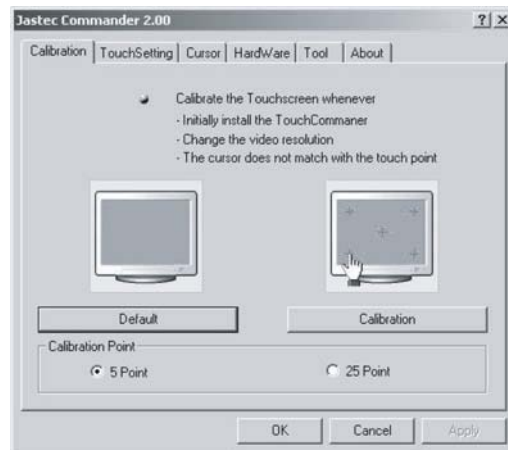 Jastec Commander 2.00
Calibration TouchSetting Cursor HardWare Tool About
Calibrate the Touchscreen whenever
- Initially install the TouchCommaner
- Change the video resolution
- The cursor does not match with the touch point
Default Calibration
Calibration Point
5 Point 25 Point
OK Cancel Apply